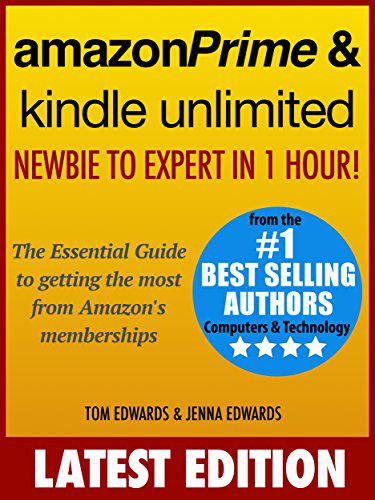 amazonPrime &
kindle unlimited
NEWBIE TO EXPERT IN 1 HOUR!
The Essential Guide
to getting the most
from Amazon's
memberships
from the
#1
BEST SELLING
AUTHORS
Computers & Technology
TOM EDWARDS & JENNA EDWARDS
LATEST EDITION